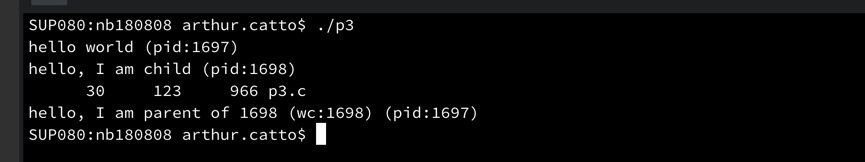 SUP080:nb180808 arthur.catto$ ./p3
hello world (pid:1697)
hello, I am child (pid:1698)
      30     123     966 p3.c
hello, I am parent of 1698 (wc:1698) (pid:1697)
SUP080:nb180808 arthur.catto$